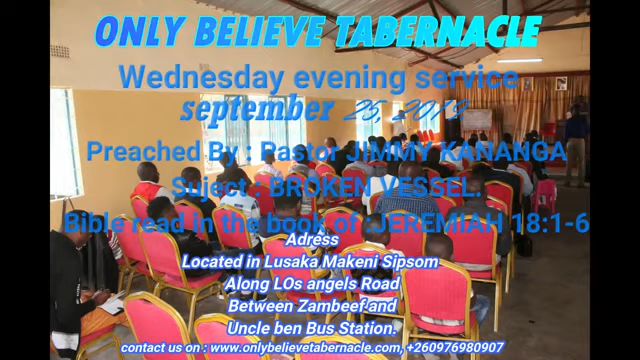 ONLY BELIEVE TABERNACLE
Wednesday evening service
september 25, 2019
Preached By : Pastor JIMMY KANANGA
Suject : BROKEN VESSEL.
Bible read in the book of :JEREMIAH 18:1-6
Adress
Located in Lusaka Makeni Sipsom
Along LOs angels Road
Between Zambeef and
Uncle ben Bus Station.
contact us on : www.onlybelievetabernacle.com, +260976980907